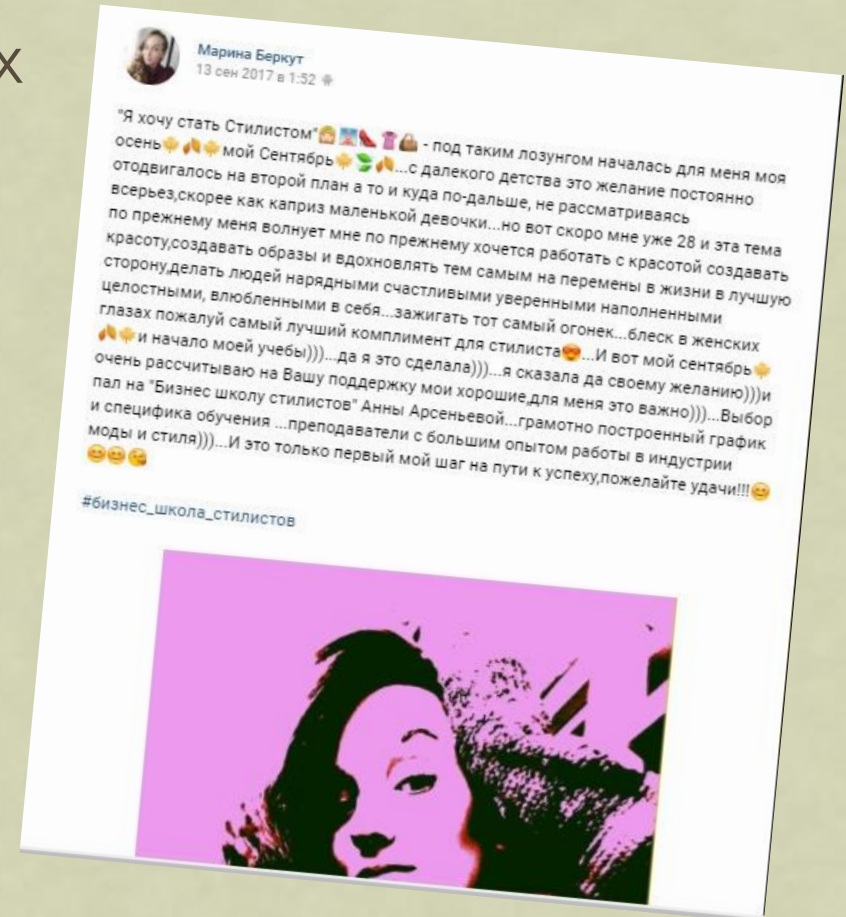 х
Марина Беркут
13 сен 2017 в 1:52
"Я хочу стать Стилистом" - под таким лозунгом началась для меня моя
осень🍁🍂🍁мой Сентябрь🍁🍃🍂...с далекого детства это желание постоянно
отодвигалось на второй план а то и куда по-дальше, не рассматриваясь
всерьез,скорее как каприз маленькой девочки...но вот скоро мне уже 28 и эта тема
по прежнему меня волнует мне по прежнему хочется работать с красотой создавать
красоту,создавать образы и вдохновлять тем самым на перемены в жизни в лучшую
сторону,делать людей нарядными счастливыми уверенными наполненными
целостными, влюбленными в себя...зажигать тот самый огонек...блеск в женских
глазах пожалуй самый лучший комплимент для стилиста😍...И вот мой сентябрь🍁
🍂🍁и начало моей учебы)))...да я это сделала)))...я сказала да своему желанию)))и
очень рассчитываю на Вашу поддержку мои хорошие,для меня это важно)))...Выбор
пал на "Бизнес школу стилистов" Анны Арсеньевой...грамотно построенный график
и специфика обучения ...преподаватели с большим опытом работы в индустрии
моды и стиля)))...И это только первый мой шаг на пути к успеху,пожелайте удачи!!!😊
😊😊😘
#бизнес_школа_стилистов